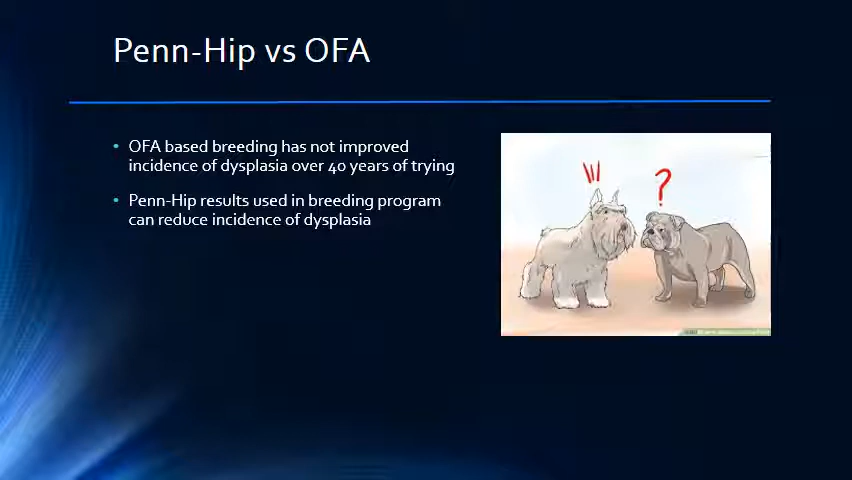 Penn-Hip vs OFA
• OFA based breeding has not improved
incidence of dysplasia over 40 years of trying
• Penn-Hip results used in breeding program
can reduce incidence of dysplasia
?